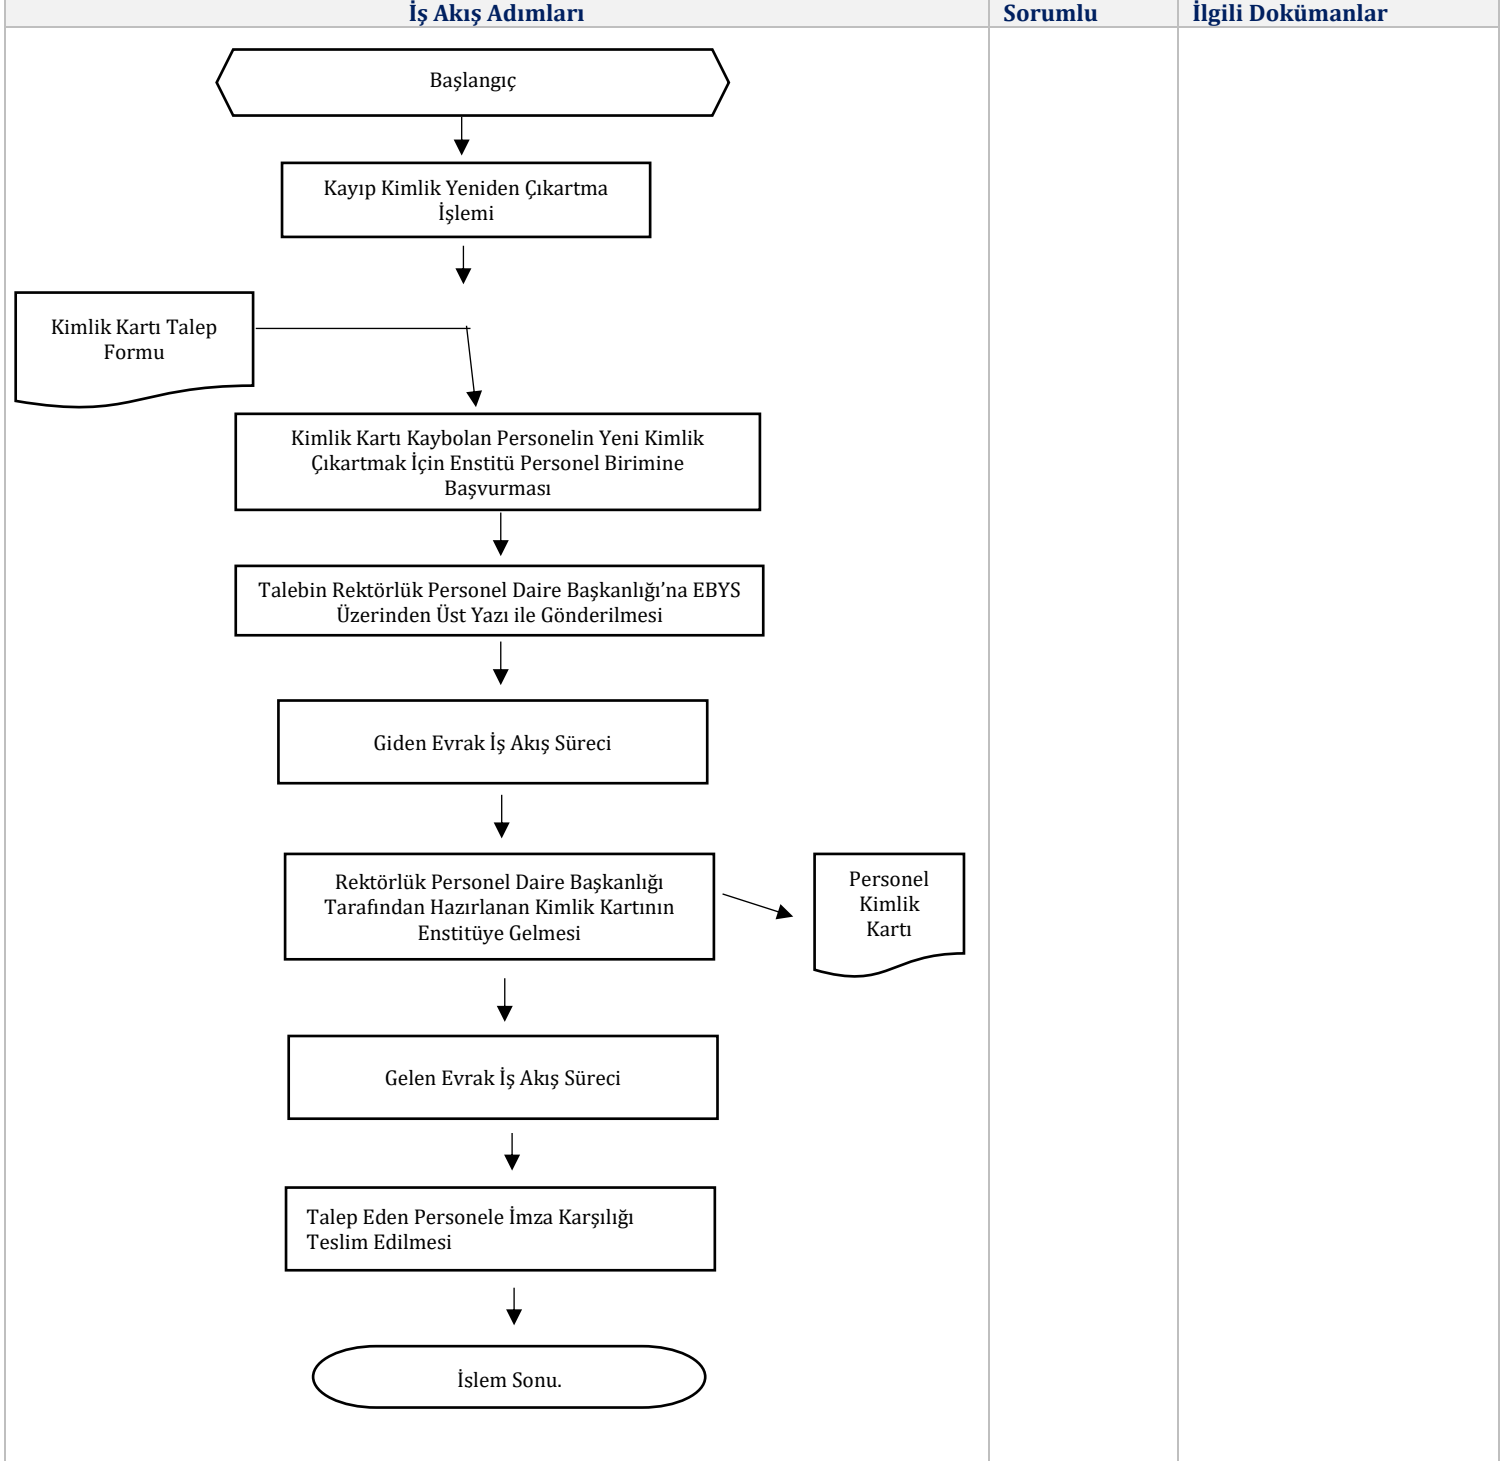 İş Akış Adımları
Sorumlu
İlgili Dokümanlar
Başlangıç
Kayıp Kimlik Yeniden Çıkartma
İşlemi
Kimlik Kartı Talep
Formu
Kimlik Kartı Kaybolan Personelin Yeni Kimlik
Çıkartmak İçin Enstitü Personel Birimine
Başvurması
Talebin Rektörlük Personel Daire Başkanlığı’na EBYS
Üzerinden Üst Yazı ile Gönderilmesi
Giden Evrak İş Akış Süreci
Rektörlük Personel Daire Başkanlığı
Tarafından Hazırlanan Kimlik Kartının
Enstitüye Gelmesi
Personel
Kimlik
Kartı
Gelen Evrak İş Akış Süreci
Talep Eden Personele İmza Karşılığı
Teslim Edilmesi
İslem Sonu.